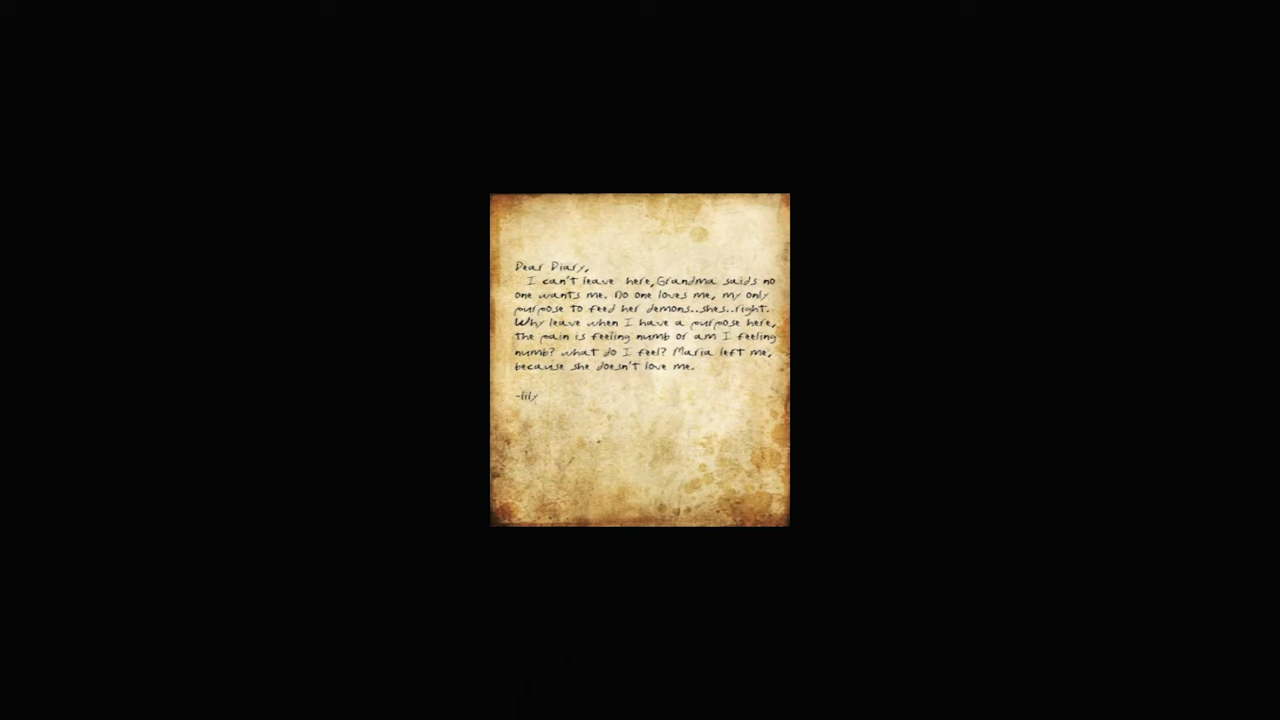 Dear Diary,
I can't leave here, Grandma saids no
one wants me. No one loves me, my only
purpose to feed her demons..shes..right.
Why leave when I have a purpose here,
the pain is feeling numb or am I feeling
numb? what do I feel? Maria left me,
because she doesn't love me.
-lily